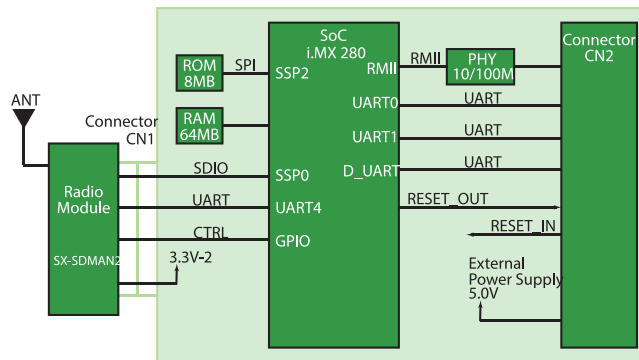 SoC
i.MX 280
Connector
CN2
ROM
8MB
SPI
SSP2
RMII
RMII
PHY
10/100M
ANT
RAM
64MB
UART0
UART
Connector
CN1
UART1
UART
SDIO
SSP0
D_UART
UART
Radio
Module
UART
UART4
RESET_OUT
CTRL
GPIO
RESET_IN
SX-SDMAN2
3.3V-2
External
Power Supply
5.0V